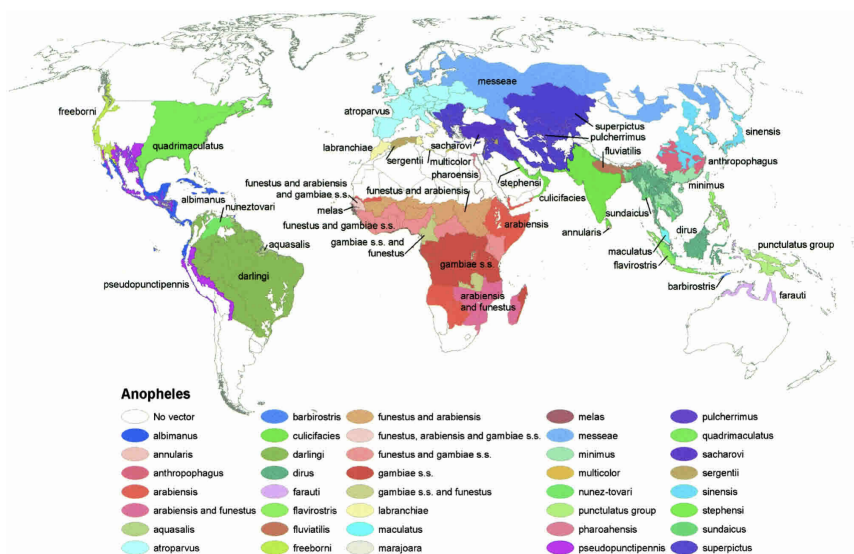 messeae
freeborni
atroparvus
quadrimaculatus
superpictus
pulcherrimus
sinensis
sacharovi
labranchiae
fluviatilis
sergentii
multicolor
anthropophagus
pharoensis
minimus
stephensi
funestus and arabiensis
and gambiae s.s.
funestus and arabiensis
albimanus
culicifacies
nuneztovari
melas
sundaicus
funestus and gambiae s.s.
arabiensis
annularis
dirus
aquasalis
gambiae s.s. and
funestus
maculatus
punctulatus group
gambiae s.s.
flavirostris
darlingi
pseudopunctipennis
arabiensis
and funestus
barbirostris
farauti
Anopheles
No vector
barbirostris
funestus and arabiensis
melas
pulcherrimum
albimanus
culicifacies
funestus, arabiensis and gambiae s.s.
messeae
quadrimaculatus
annularis
darlingi
funestus and gambiae s.s.
minimus
sacharovi
anthropophagus
dirus
gambiae s.s.
multicolor
sergentii
arabiensis
farauti
gambiae s.s. and funestus
nunez-tovari
sinensis
arabiensis and funestus
flavirostris
labranchiae
punctulatus group
stephensi
aquasalis
fluviatilis
maculatus
pharoahensis
sundaicus
atroparvus
freeborni
marajoara
pseudopunctipennis
superpictus